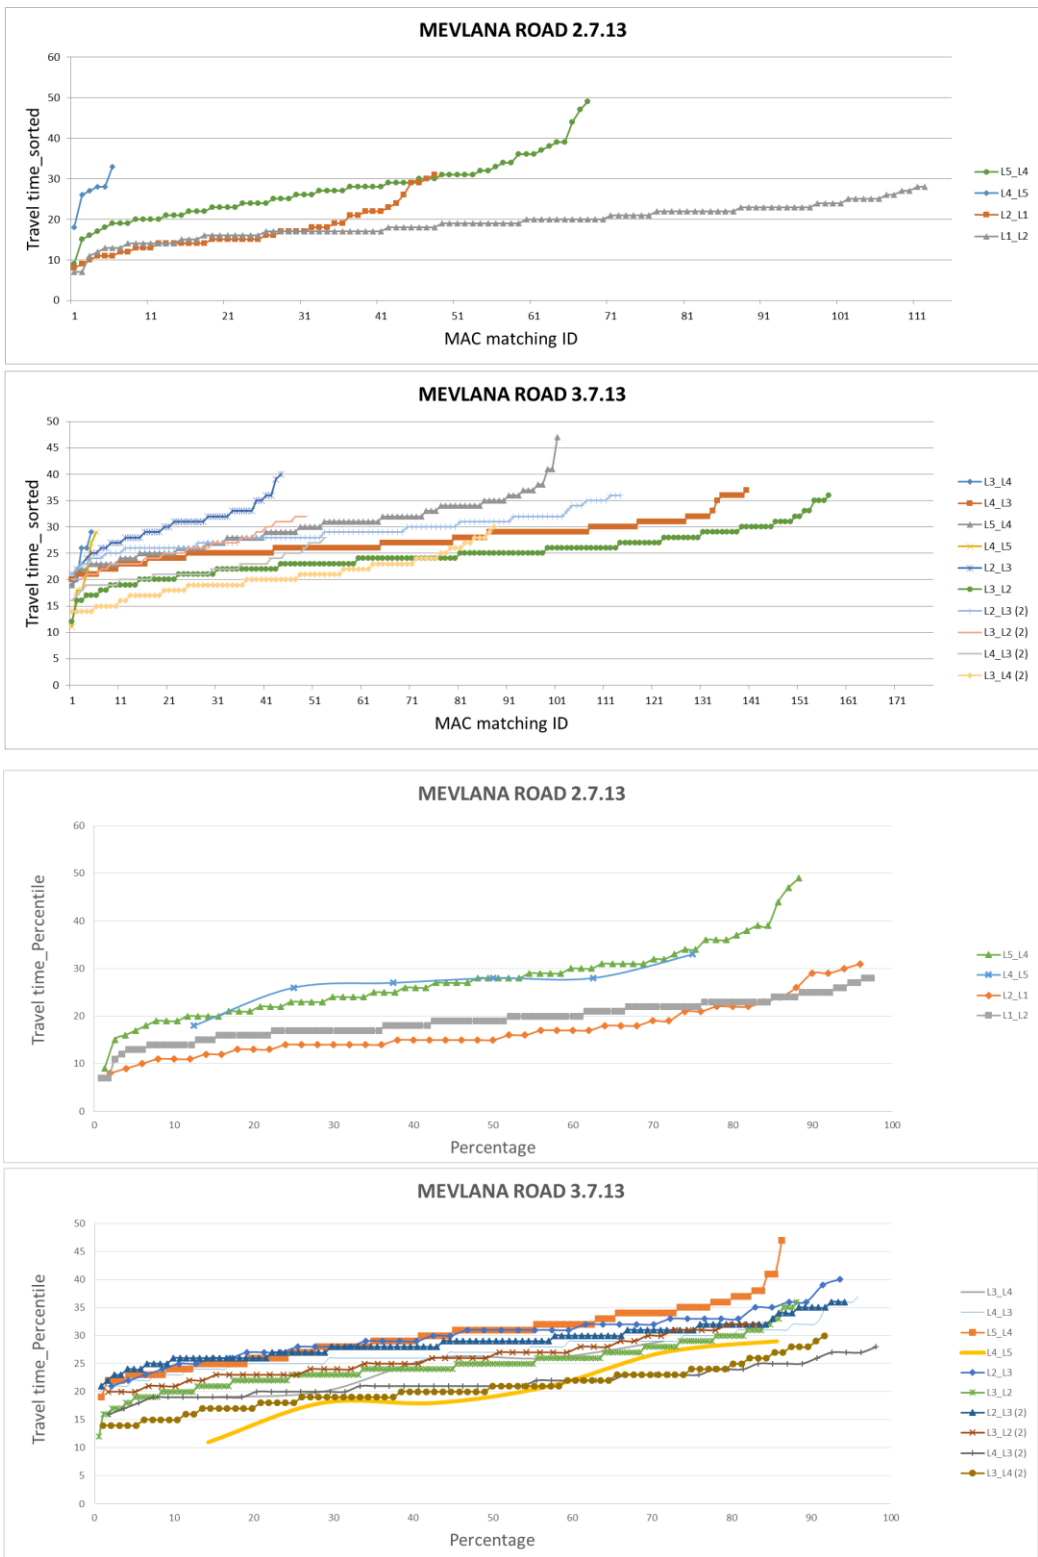 MEVLANA ROAD 2.7.13
Travel time_sorted
60
50
40
30
20
10
0
1 11 21 31 41 51 61 71 81 91 101 111
MAC matching ID
L5_L4
L4_L5
L2_L1
L1_L2
MEVLANA ROAD 3.7.13
Travel time_sorted
50
45
40
35
30
25
20
15
10
5
0
1 11 21 31 41 51 61 71 81 91 101 111 121 131 141 151 161 171
MAC matching ID
L3_L4
L4_L3
L5_L4
L4_L5
L2_L3
L3_L2
L2_L3 (2)
L3_L2 (2)
L4_L3 (2)
L3_L4 (2)
MEVLANA ROAD 2.7.13
Travel time_Percentile
60
50
40
30
20
10
0
0 10 20 30 40 50 60 70 80 90 100
Percentage
L5_L4
L4_L5
L2_L1
L1_L2
MEVLANA ROAD 3.7.13
Travel time_Percentile
50
45
40
35
30
25
20
15
10
5
0
0 10 20 30 40 50 60 70 80 90 100
Percentage
L3_L4
L4_L3
L5_L4
L4_L5
L2_L3
L3_L2
L2_L3 (2)
L3_L2 (2)
L4_L3 (2)
L3_L4 (2)